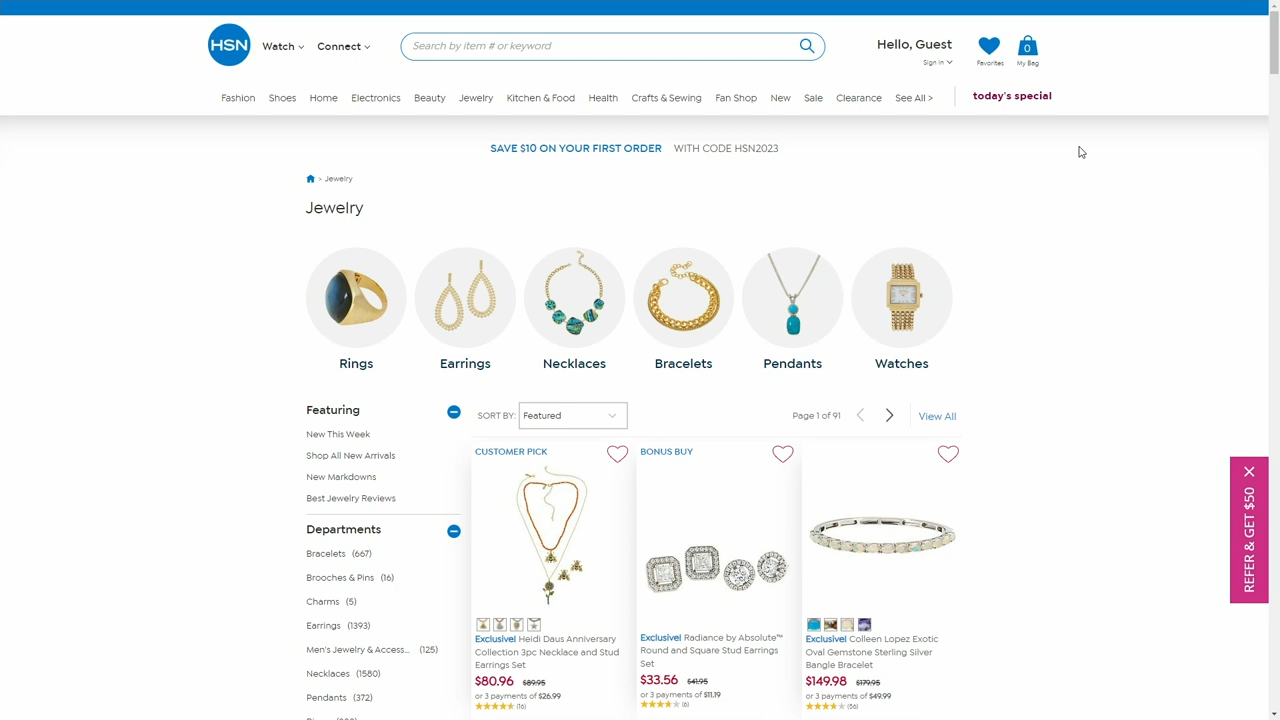 HSN
Watch
Connect
Search by item # or keyword
Hello, Guest
Sign In
Favorites
0
My Bag
Fashion
Shoes
Home
Electronics
Beauty
Jewelry
Kitchen & Food
Health
Crafts & Sewing
Fan Shop
New
Sale
Clearance
See All >
today's special
SAVE $10 ON YOUR FIRST ORDER WITH CODE HSN2023
> Jewelry
Jewelry
Rings
Earrings
Necklaces
Bracelets
Pendants
Watches
Featuring
New This Week
Shop All New Arrivals
New Markdowns
Best Jewelry Reviews
Departments
Bracelets (667)
Brooches & Pins (16)
Charms (5)
Earrings (1393)
Men's Jewelry & Access... (125)
Necklaces (1580)
Pendants (372)
SORT BY: Featured
Page 1 of 91
View All
CUSTOMER PICK
Exclusive! Heidi Daus Anniversary
Collection 3pc Necklace and Stud
Earrings Set
$80.96 $89.95
or 3 payments of $26.99
(16)
BONUS BUY
Exclusive! Radiance by Absolute™
Round and Square Stud Earrings
Set
$33.56 $41.95
or 3 payments of $11.19
(6)
Exclusive! Colleen Lopez Exotic
Oval Gemstone Sterling Silver
Bangle Bracelet
$149.98 $179.95
or 3 payments of $49.99
(56)
REFER & GET $50 ✕